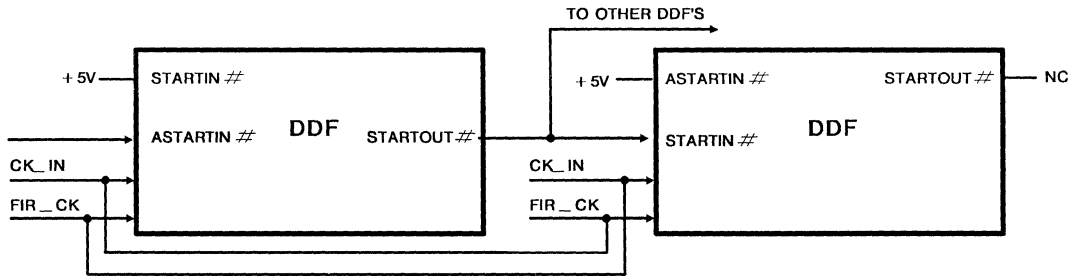 TO OTHER DDF'S
+5V
STARTIN #
DDF
ASTARTIN #
STARTOUT #
CK_IN
FIR_CK
+5V
ASTARTIN #
STARTOUT #
NC
DDF
STARTIN #
CK_IN
FIR_CK